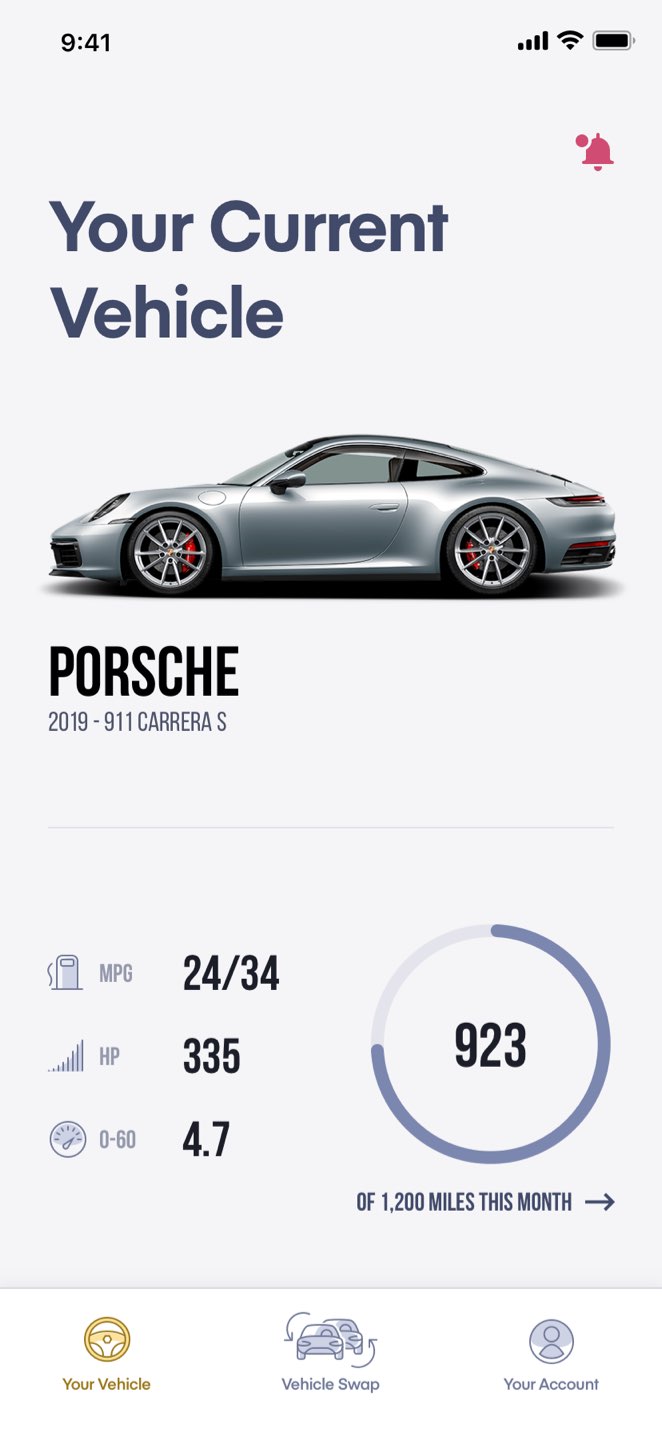 9:41
Your Current
Vehicle
PORSCHE
2019 - 911 CARRERA S
MPG 24/34
HP 335
0-60 4.7
923
OF 1,200 MILES THIS MONTH
Your Vehicle
Vehicle Swap
Your Account